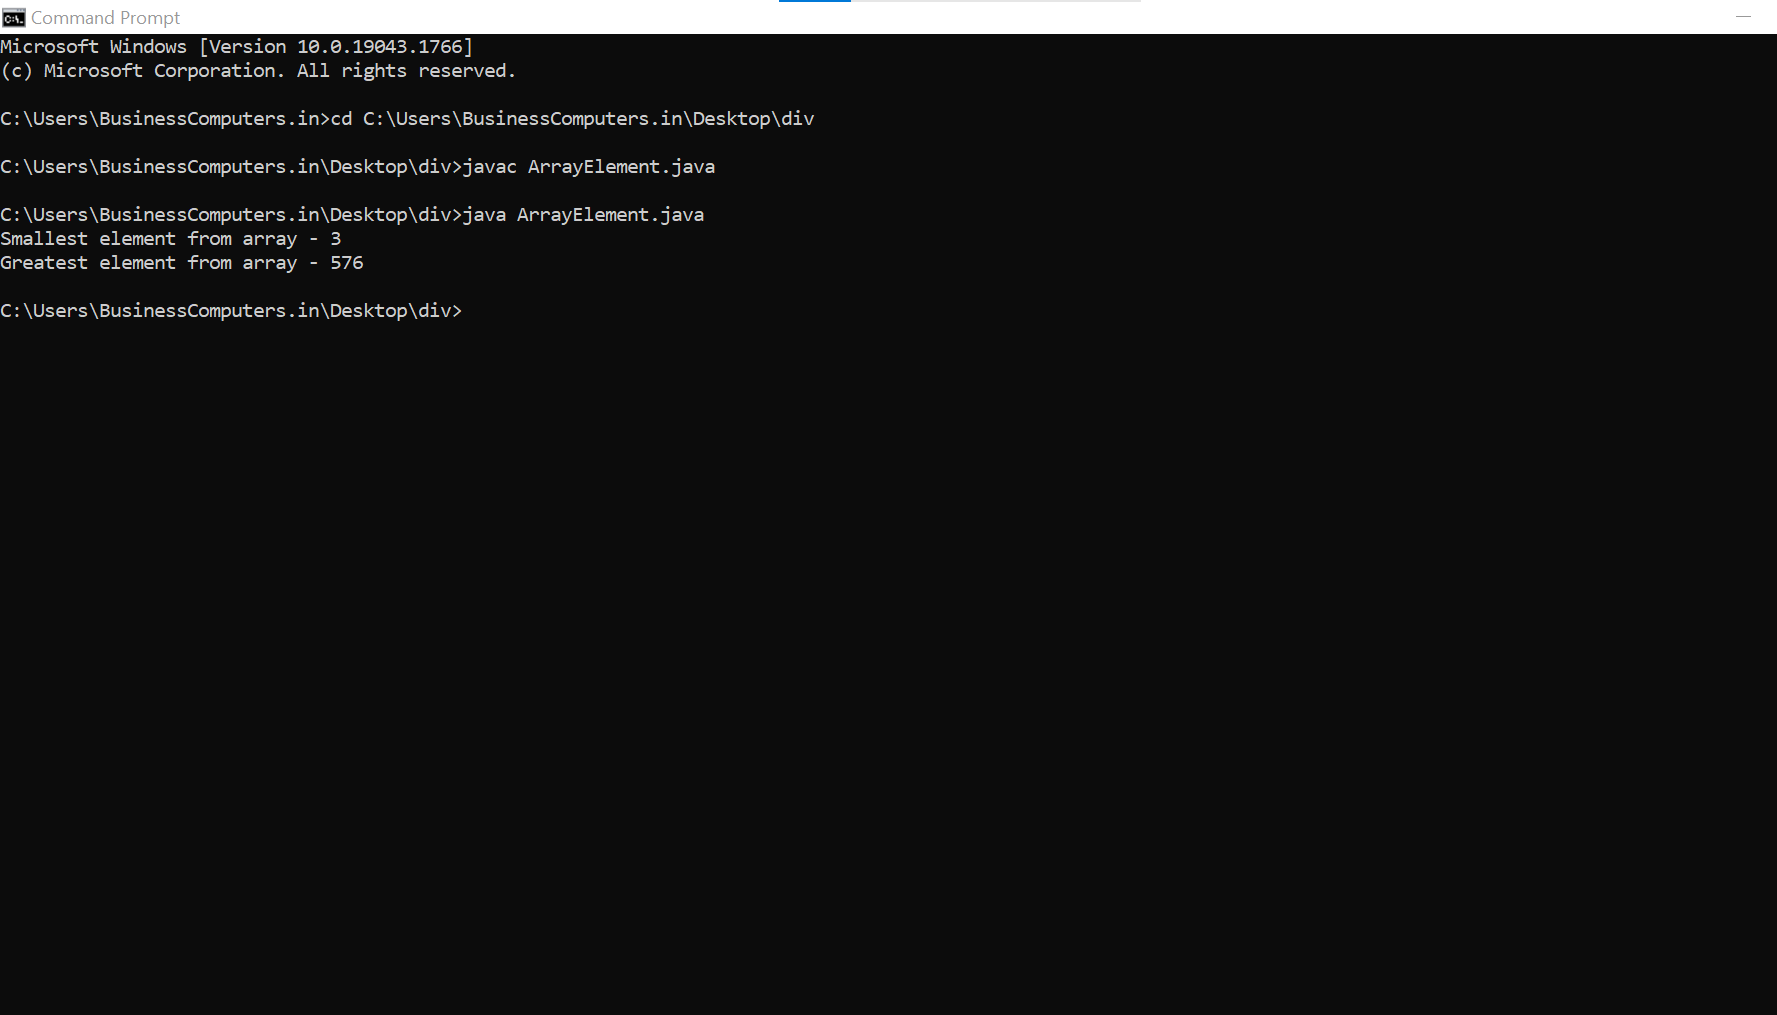 Command Prompt
Microsoft Windows [Version 10.0.19043.1766]
(c) Microsoft Corporation. All rights reserved.
C:\Users\BusinessComputers.in>cd C:\Users\BusinessComputers.in\Desktop\div
C:\Users\BusinessComputers.in\Desktop\div>javac ArrayElement.java
C:\Users\BusinessComputers.in\Desktop\div>java ArrayElement.java
Smallest element from array - 3
Greatest element from array - 576
C:\Users\BusinessComputers.in\Desktop\div>